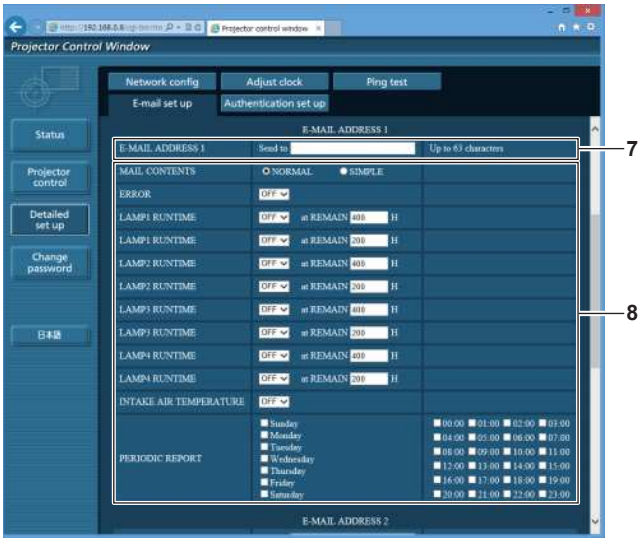 Projector control window
Projector Control Window
Network config Adjust clock Ping test
E-mail set up Authentication set up
E-MAIL ADDRESS 1
Status
E-MAIL ADDRESS 1 Send to Up to 63 characters
7
Projector control
MAIL CONTENTS NORMAL SIMPLE
ERROR OFF
Detailed set up
LAMP1 RUNTIME OFF at REMAIN 400 H
LAMP1 RUNTIME OFF at REMAIN 200 H
Change password
LAMP2 RUNTIME OFF at REMAIN 400 H
LAMP2 RUNTIME OFF at REMAIN 200 H
LAMP3 RUNTIME OFF at REMAIN 400 H
8
日本語
LAMP3 RUNTIME OFF at REMAIN 200 H
LAMP4 RUNTIME OFF at REMAIN 400 H
LAMP4 RUNTIME OFF at REMAIN 200 H
INTAKE AIR TEMPERATURE OFF
PERIODIC REPORT
Sunday
Monday
Tuesday
Wednesday
Thursday
Friday
Saturday
00:00 01:00 02:00 03:00
04:00 05:00 06:00 07:00
08:00 09:00 10:00 11:00
12:00 13:00 14:00 15:00
16:00 17:00 18:00 19:00
20:00 21:00 22:00 23:00
E-MAIL ADDRESS 2